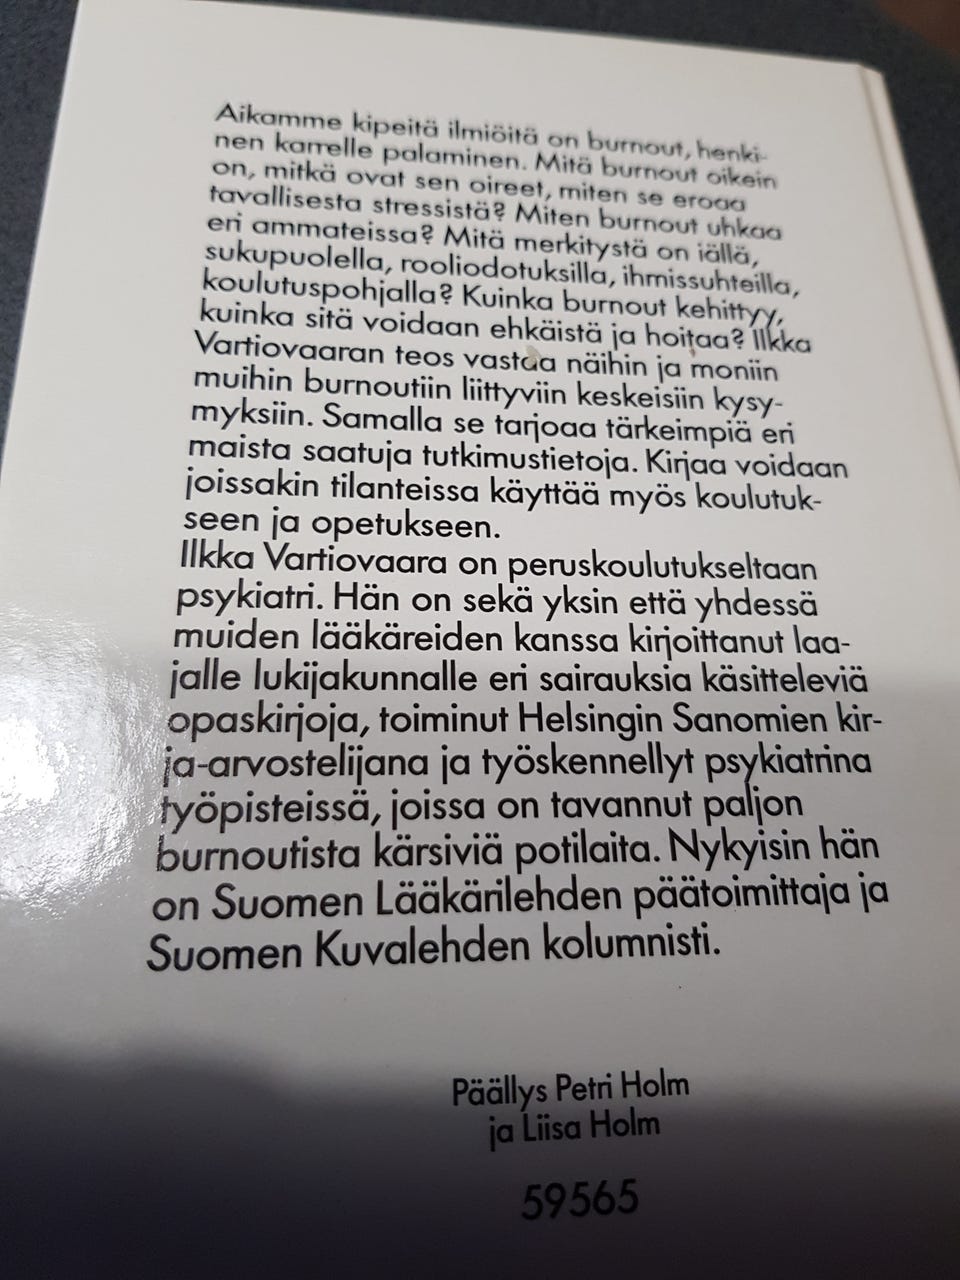 Aikamme kipeitä ilmiöitä on burnout, henki-
nen karrelle palaminen. Mitä burnout oikein
on, mitkä ovat sen oireet, miten se eroaa
tavallisesta stressistä? Miten burnout uhkaa
eri ammateissa? Mitä merkitystä on iällä,
sukupuolella, rooliodotuksilla, ihmissuhteilla,
koulutuspohjalla? Kuinka burnout kehittyy,
kuinka sitä voidaan ehkäistä ja hoitaa? Ilkka
Vartiovaaran teos vastaa näihin ja moniin
muihin burnoutiin liittyviin keskeisiin kysy-
myksiin. Samalla se tarjoaa tärkeimpiä eri
maista saatuja tutkimustietoja. Kirjaa voidaan
joissakin tilanteissa käyttää myös koulutuk-
seen ja opetukseen.
Ilkka Vartiovaara on peruskoulutukseltaan
psykiatri. Hän on sekä yksin että yhdessä
muiden lääkäreiden kanssa kirjoittanut laa-
jalle lukijakunnalle eri sairauksia käsitteleviä
opaskirjoja, toiminut Helsingin Sanomien kir-
ja-arvostelijana ja työskennellyt psykiatrina
työpisteissä, joissa on tavannut paljon
burnoutista kärsiviä potilaita. Nykyisin hän
on Suomen Lääkärilehden päätoimittaja ja
Suomen Kuvalehden kolumnisti.
Päällys Petri Holm
ja Liisa Holm
59565